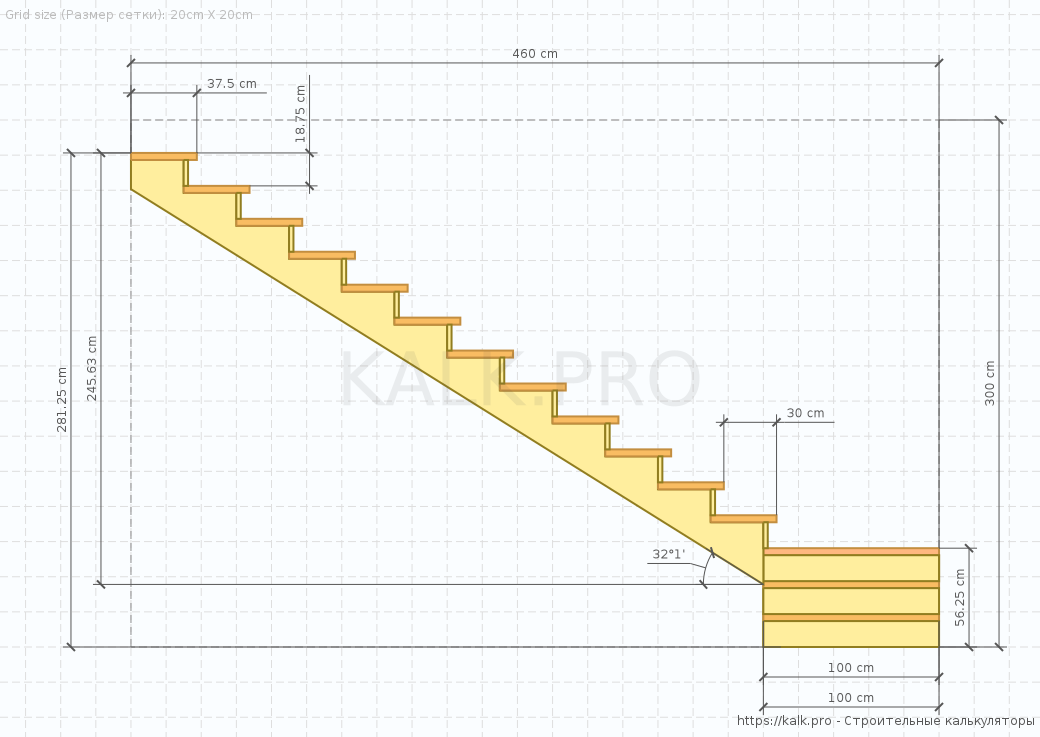 Grid size (Размер сетки): 20cm X 20cm
460 cm
37.5 cm
18.75 cm
KALK.PRO
300 cm
245.63 cm
281.25 cm
30 cm
32°1'
56.25 cm
100 cm
100 cm
https://kalk.pro - Строительные калькуляторы